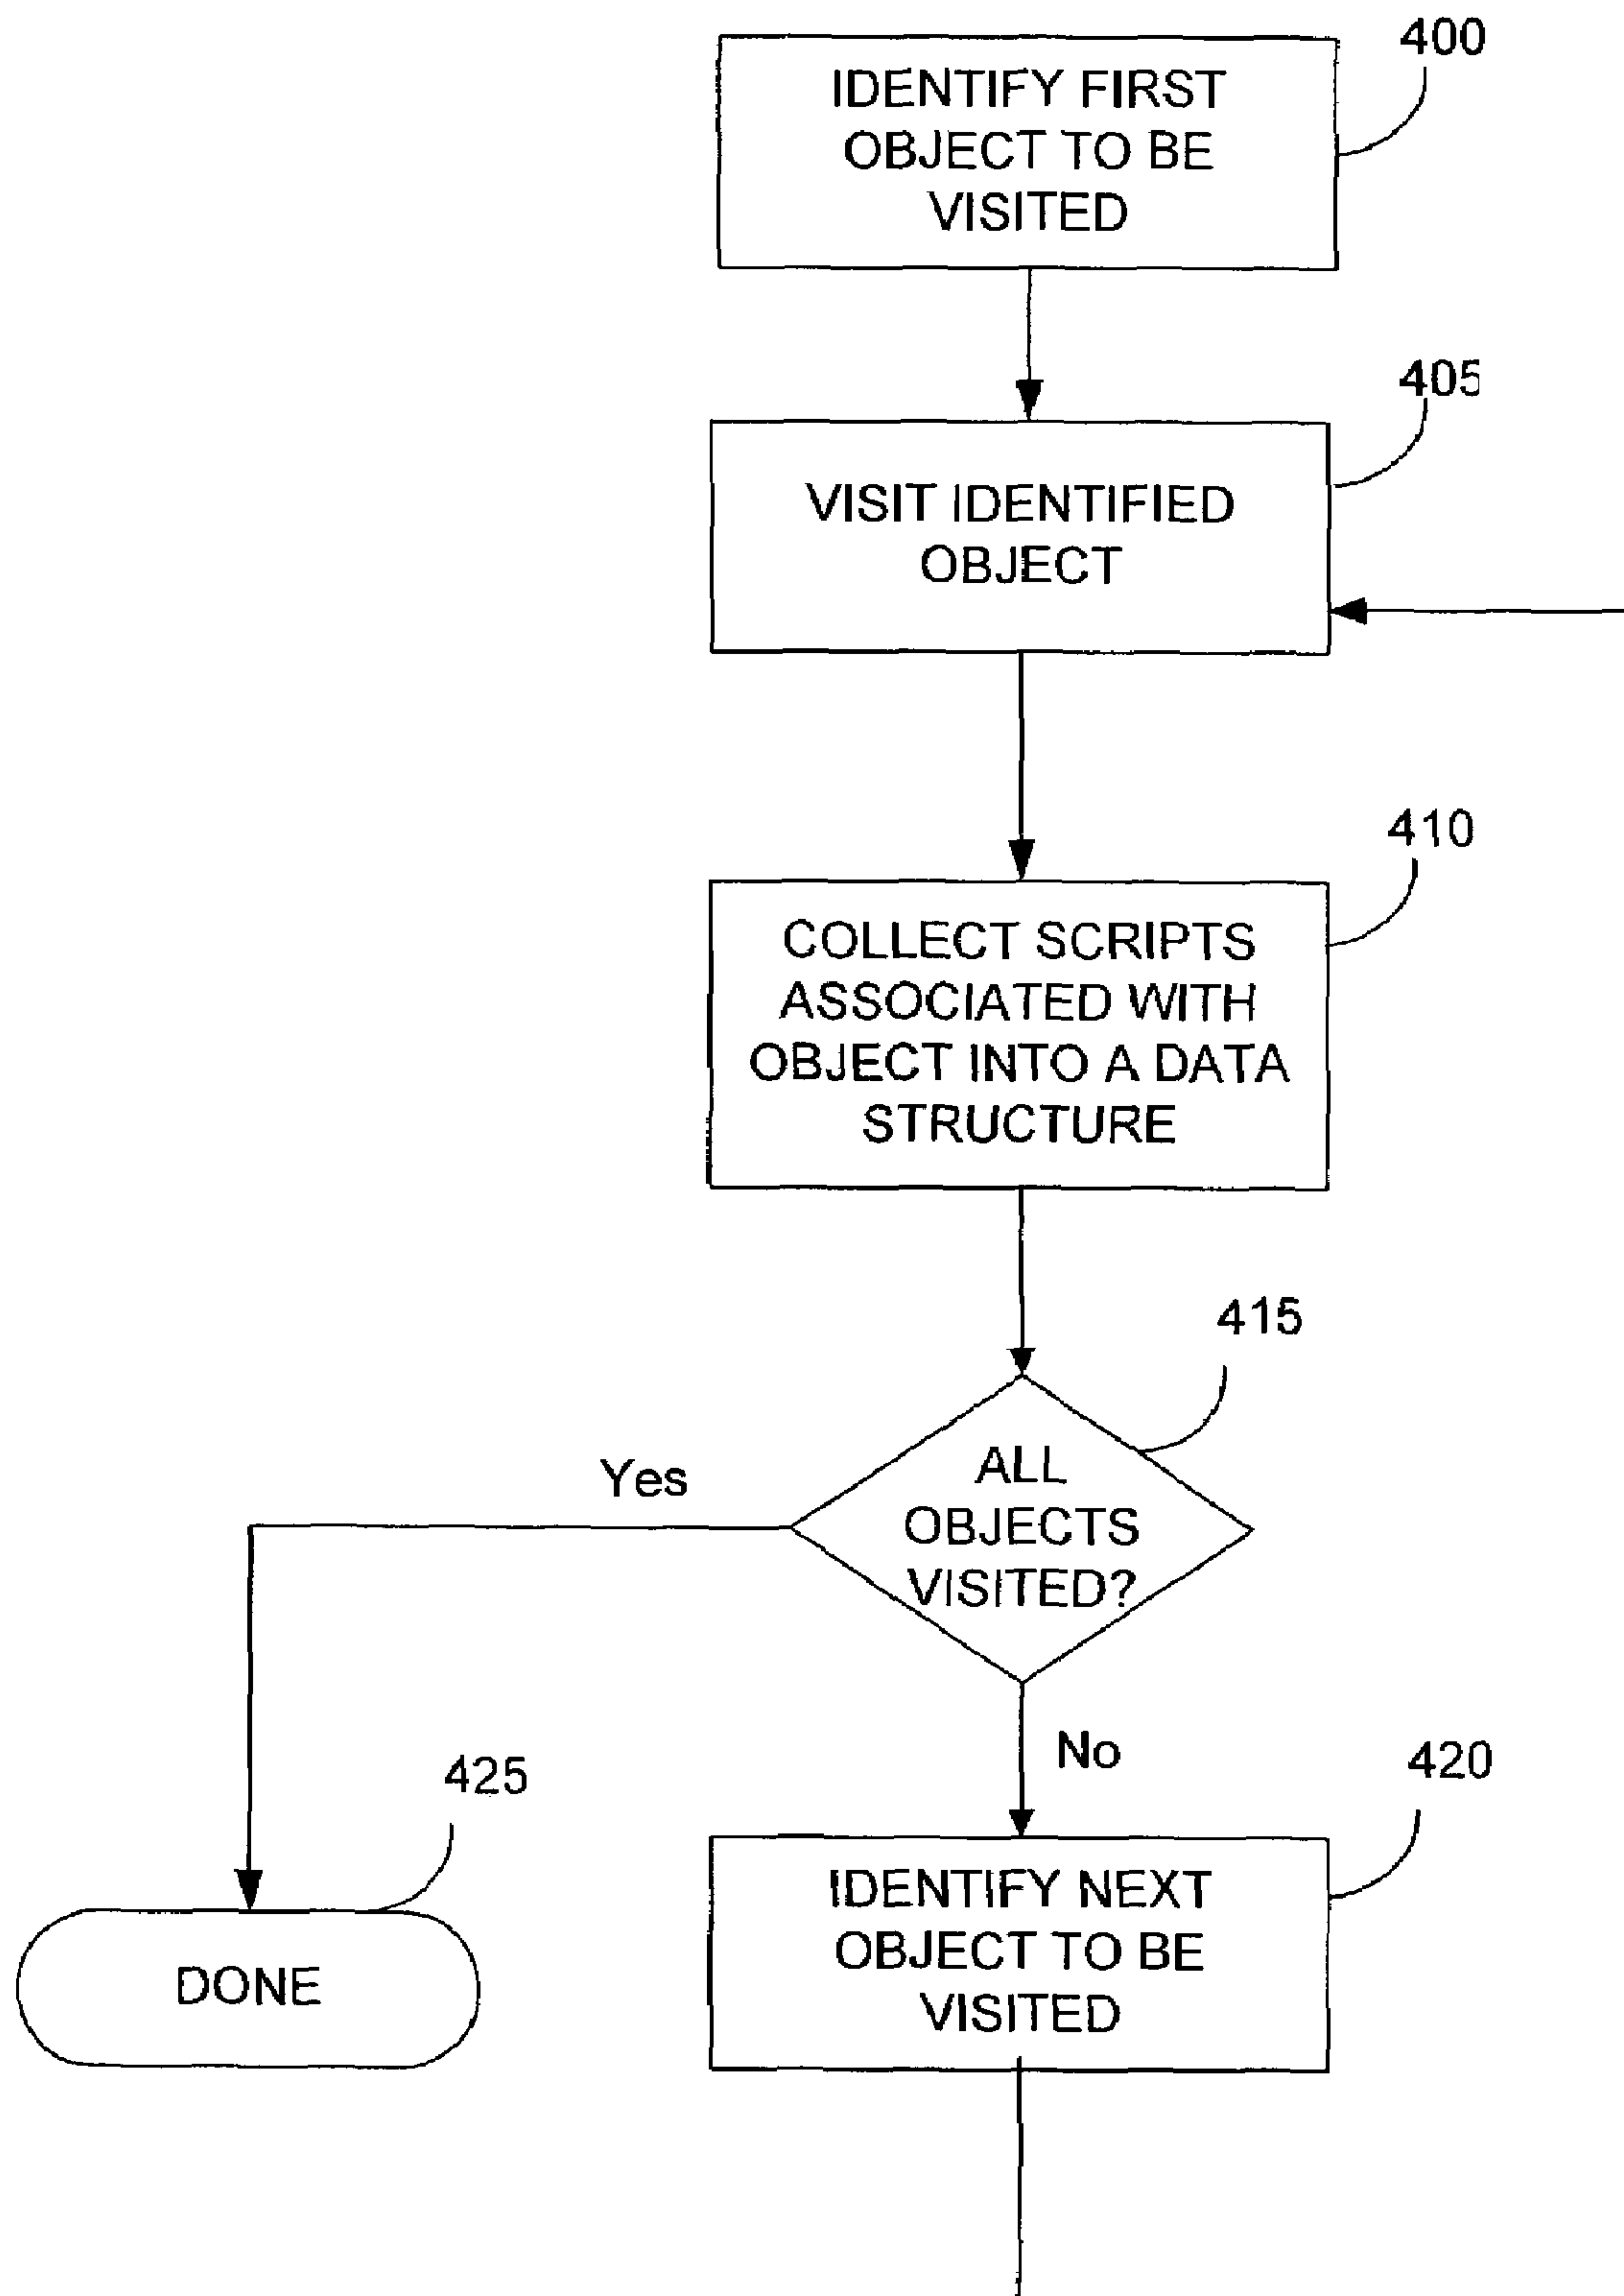 400
IDENTIFY FIRST
OBJECT TO BE
VISITED
405
VISIT IDENTIFIED
OBJECT
410
COLLECT SCRIPTS
ASSOCIATED WITH
OBJECT INTO A DATA
STRUCTURE
415
ALL
OBJECTS
VISITED?
Yes
No
425
DONE
420
IDENTIFY NEXT
OBJECT TO BE
VISITED